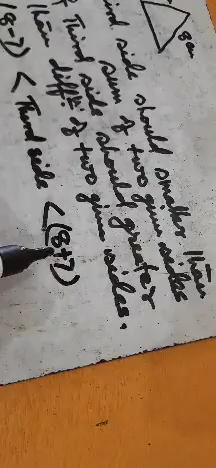 8cm
ird side should smaller than
sum of two given sides
Third side should greater
than diff: of two given sides.
(8-7) < Third side < (8+7)